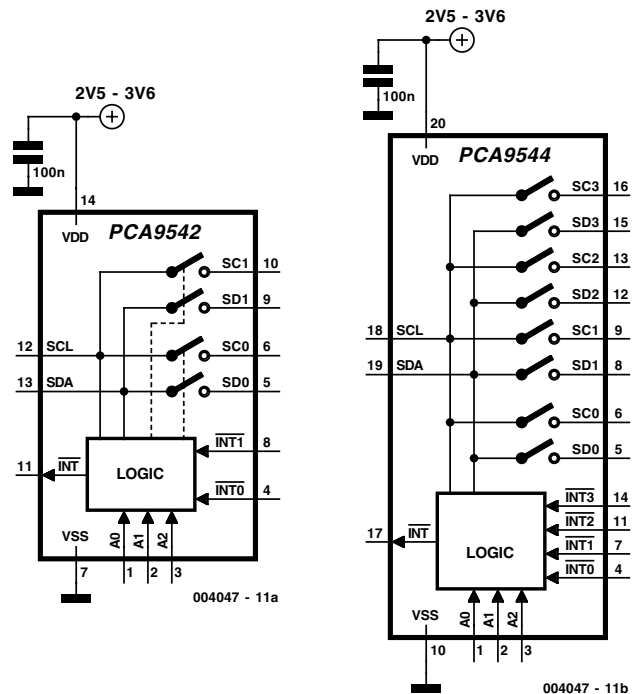 2V5 - 3V6
100n
14
VDD
PCA9542
SC1 10
SD1 9
12 SCL
SC0 6
13 SDA
SD0 5
INT1 8
11 INT
LOGIC
INT0 4
VSS
A0
A1
A2
7
1
2
3
004047 - 11a
2V5 - 3V6
100n
20
VDD
PCA9544
SC3 16
SD3 15
SC2 13
SD2 12
18 SCL
SC1 9
19 SDA
SD1 8
SC0 6
SD0 5
INT3 14
INT2 11
17 INT
INT1 7
LOGIC
INT0 4
VSS
A0
A1
A2
10
1
2
3
004047 - 11b